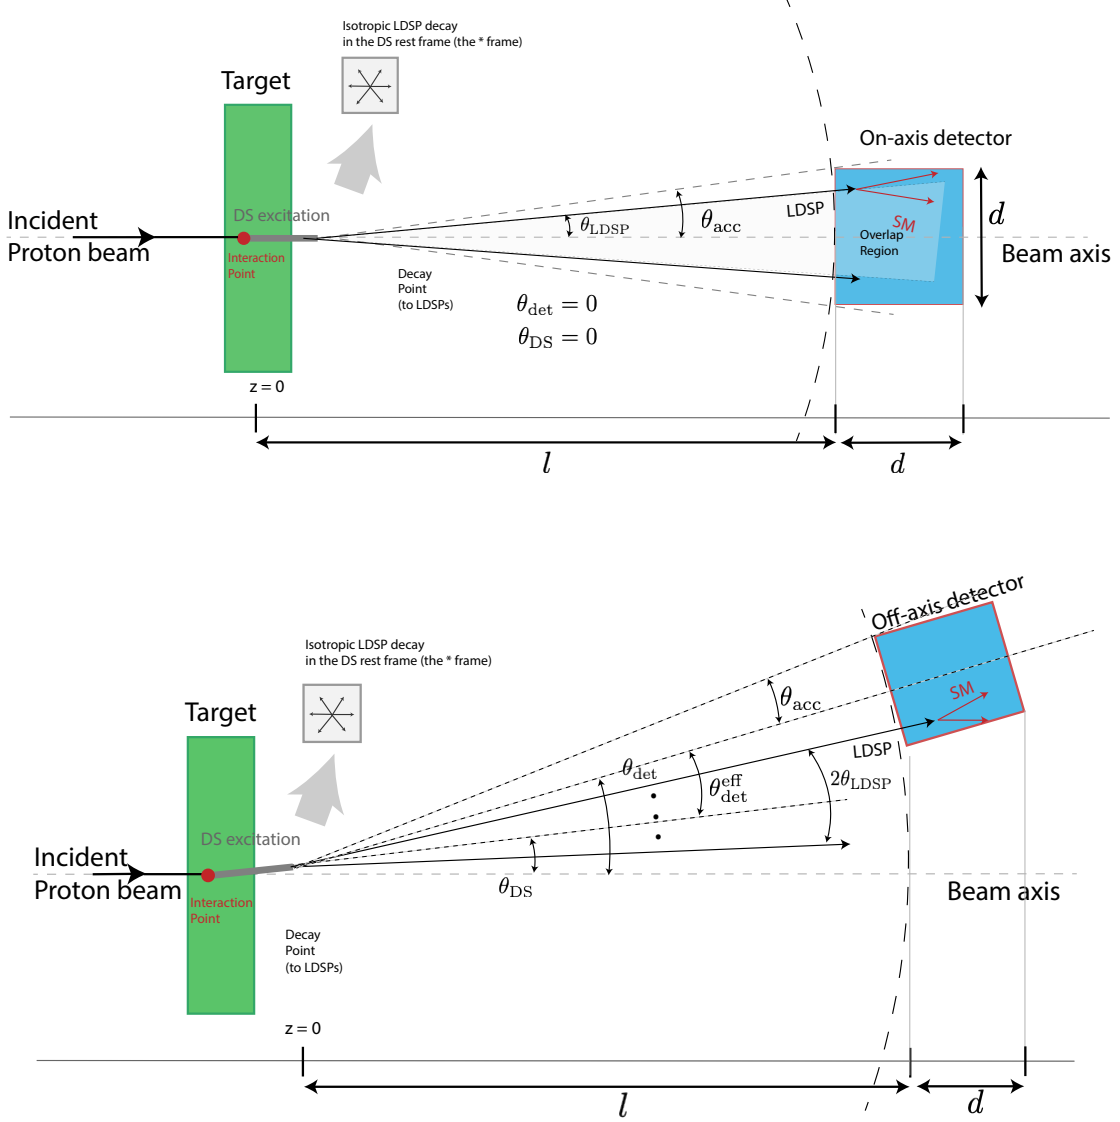 Isotropic LDSP decay
in the DS rest frame (the * frame)
Target
On-axis detector
DS excitation
Incident
Proton beam
Interaction
Point
θLDSP
θacc
LDSP
SM
Overlap
Region
d
Beam axis
Decay
Point
(to LDSPs)
θdet = 0
θDS = 0
z = 0
l
d
Off-axis detector
Isotropic LDSP decay
in the DS rest frame (the * frame)
Target
θacc
SM
LDSP
θdet
θdet^eff
2θLDSP
DS excitation
Incident
Proton beam
Interaction
Point
θDS
Beam axis
Decay
Point
(to LDSPs)
z = 0
l
d